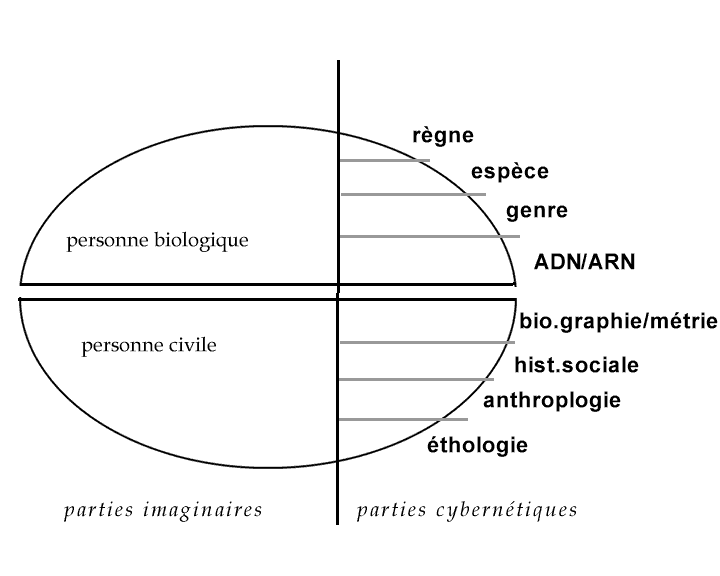 règne
espèce
genre
personne biologique
ADN/ARN
bio.graphie/métrie
personne civile
hist.sociale
anthroplogie
éthologie
parties imaginaires
parties cybernétiques